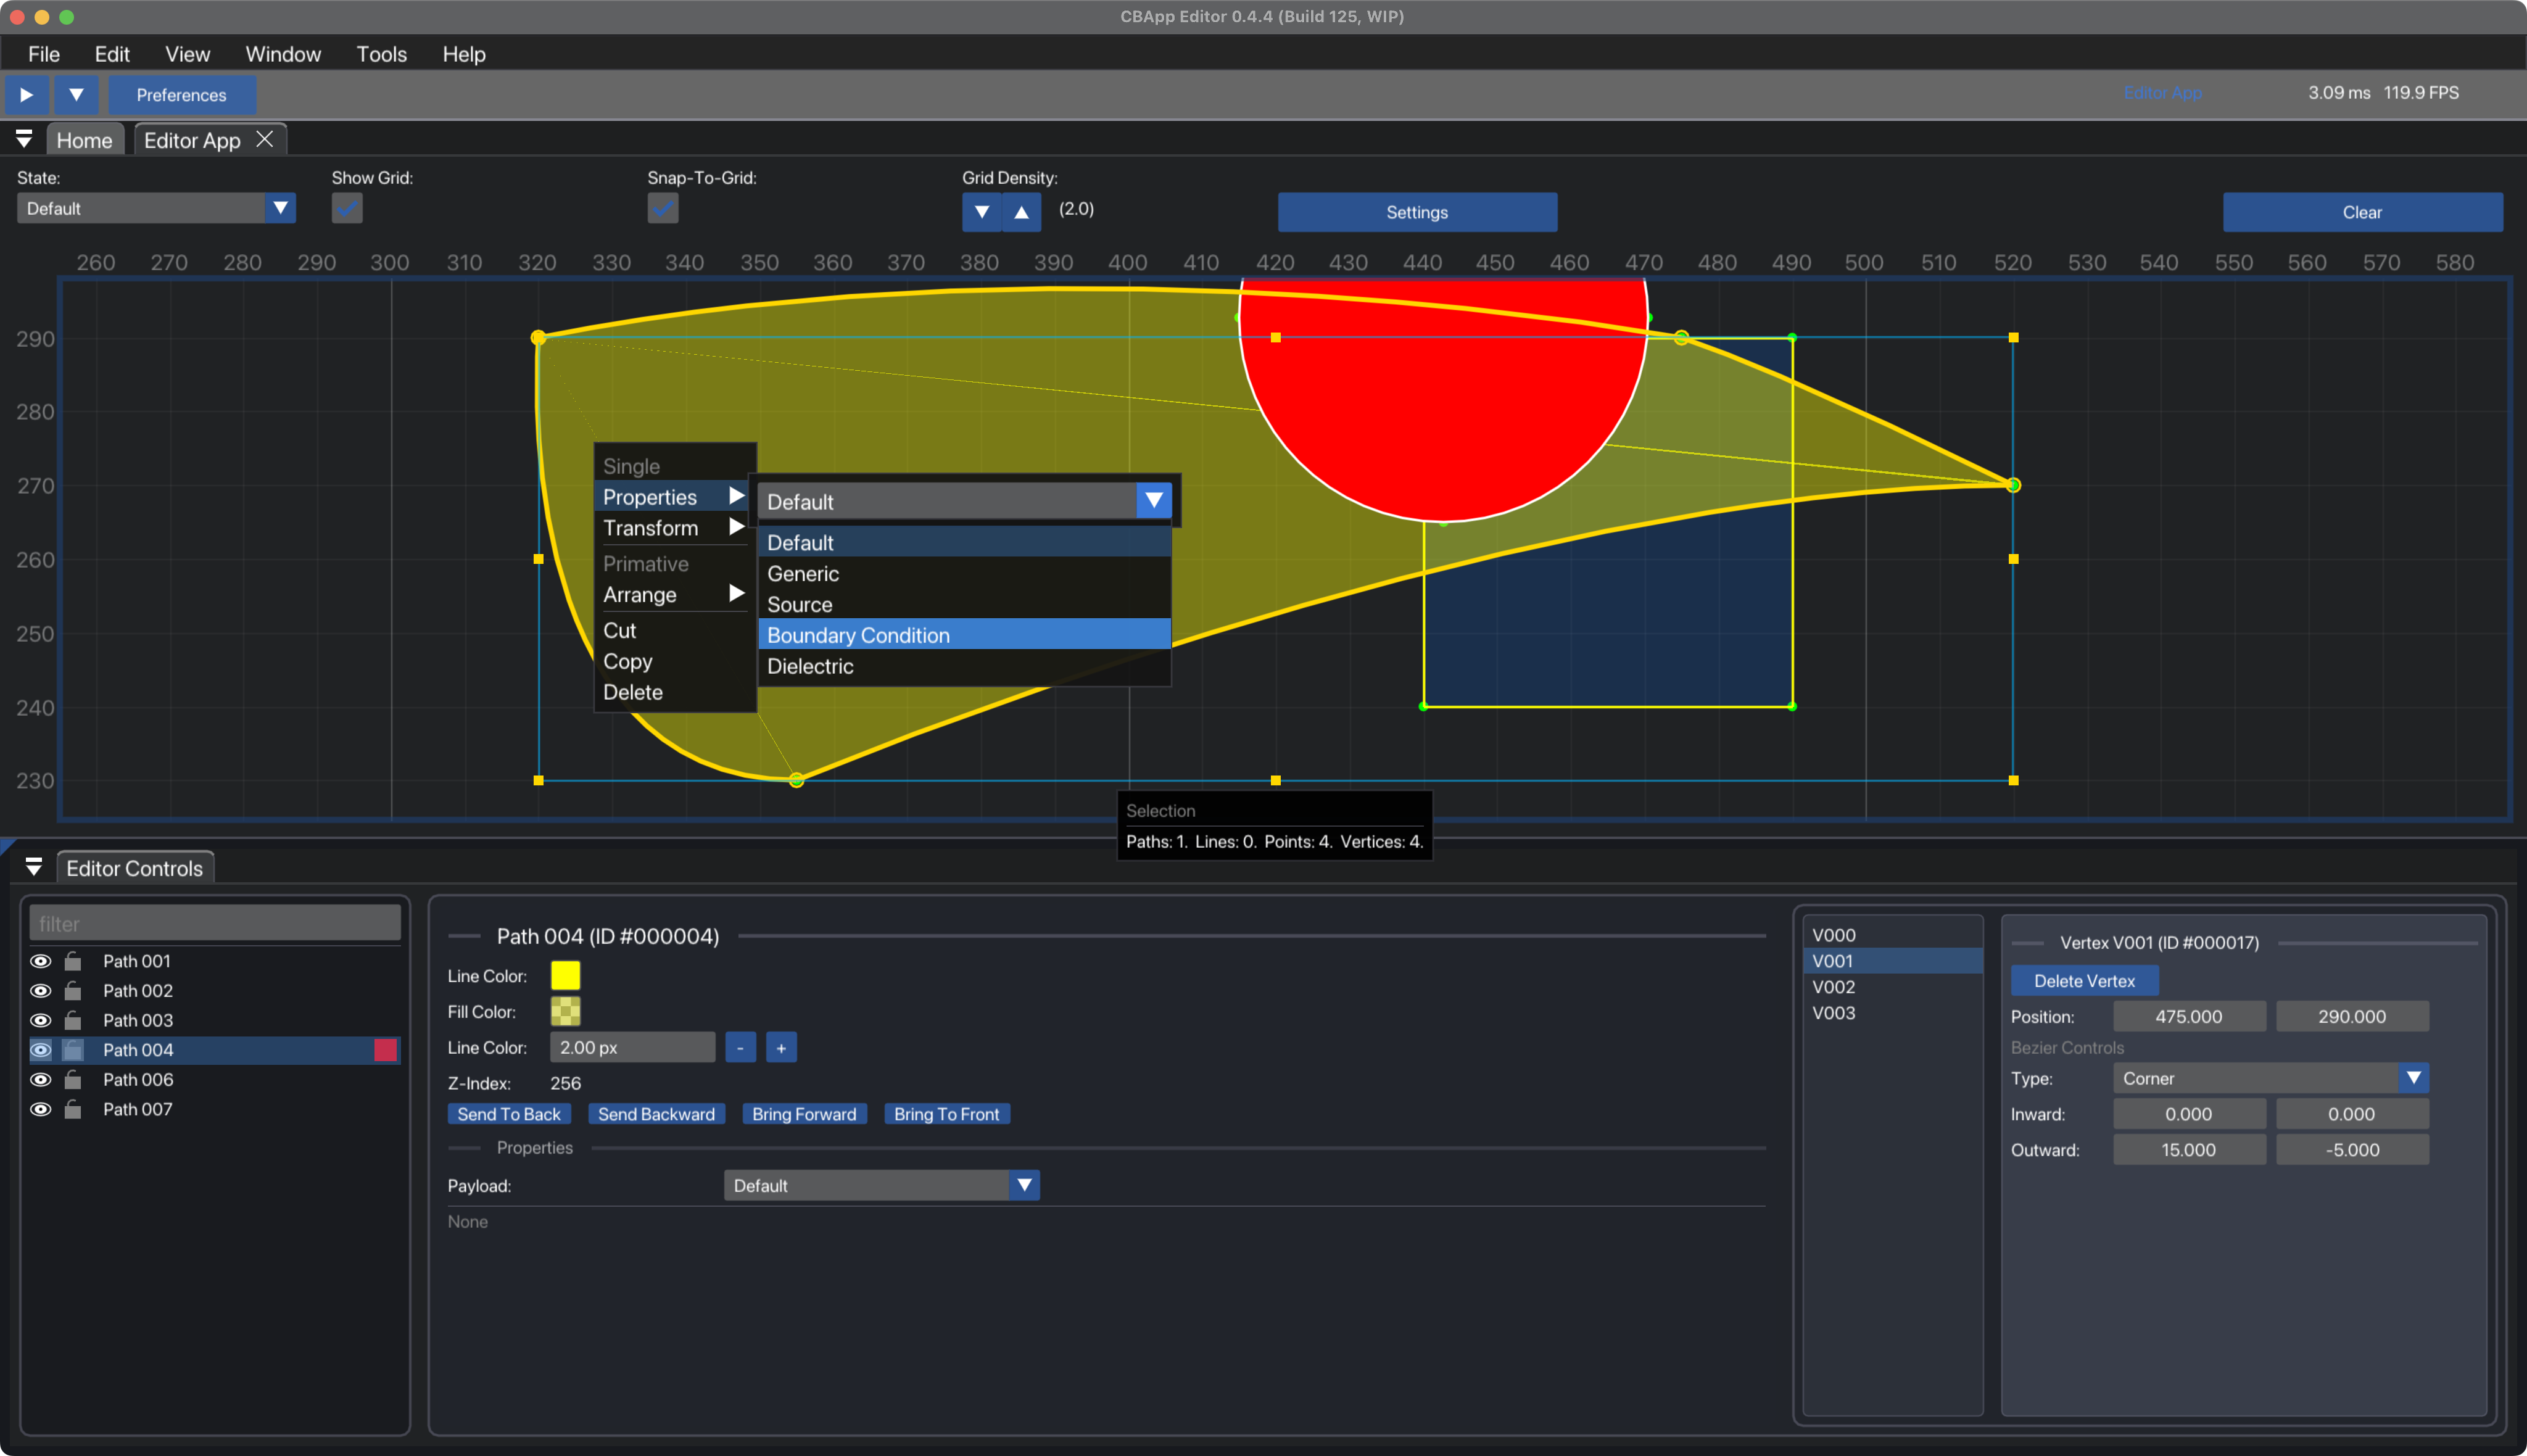 CBApp Editor 0.4.4 (Build 125, WIP)
File Edit View Window Tools Help
Preferences Editor App 3.09 ms 119.9 FPS
Home Editor App
State: Show Grid: Snap-To-Grid: Grid Density:
Default (2.0) Settings Clear
260 270 280 290 300 310 320 330 340 350 360 370 380 390 400 410 420 430 440 450 460 470 480 490 500 510 520 530 540 550 560 570 580
290
280
270
260
250
240
230
Single
Properties
Transform
Primative
Arrange
Cut
Copy
Delete
Default
Default
Generic
Source
Boundary Condition
Dielectric
Selection
Paths: 1. Lines: 0. Points: 4. Vertices: 4.
Editor Controls
filter
Path 001
Path 002
Path 003
Path 004
Path 006
Path 007
Path 004 (ID #000004)
Line Color:
Fill Color:
Line Color: 2.00 px - +
Z-Index: 256
Send To Back Send Backward Bring Forward Bring To Front
Properties
Payload: Default
None
V000
V001
V002
V003
Vertex V001 (ID #000017)
Delete Vertex
Position: 475.000 290.000
Bezier Controls
Type: Corner
Inward: 0.000 0.000
Outward: 15.000 -5.000